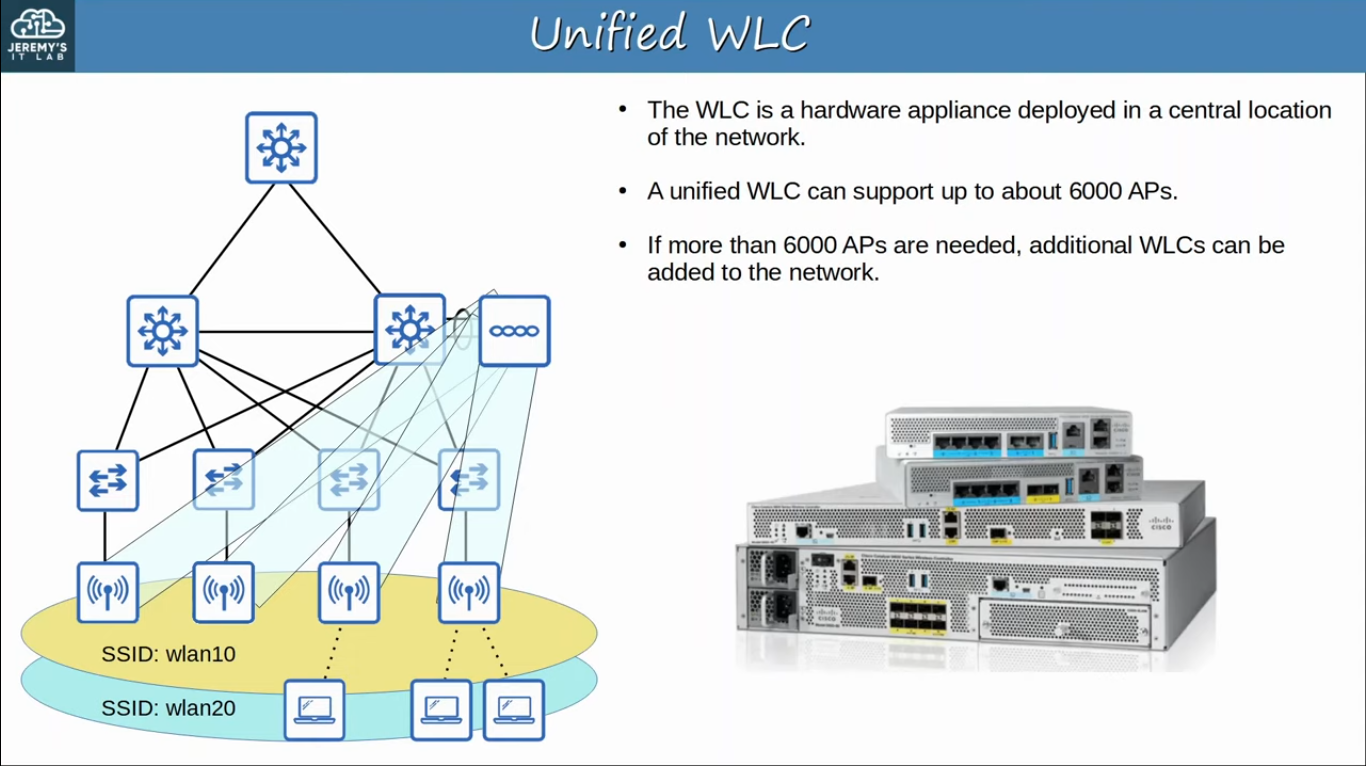 JEREMY'S
IT LAB
Unified WLC
• The WLC is a hardware appliance deployed in a central location
of the network.
• A unified WLC can support up to about 6000 APs.
• If more than 6000 APs are needed, additional WLCs can be
added to the network.
SSID: wlan10
SSID: wlan20
CISCO
CISCO